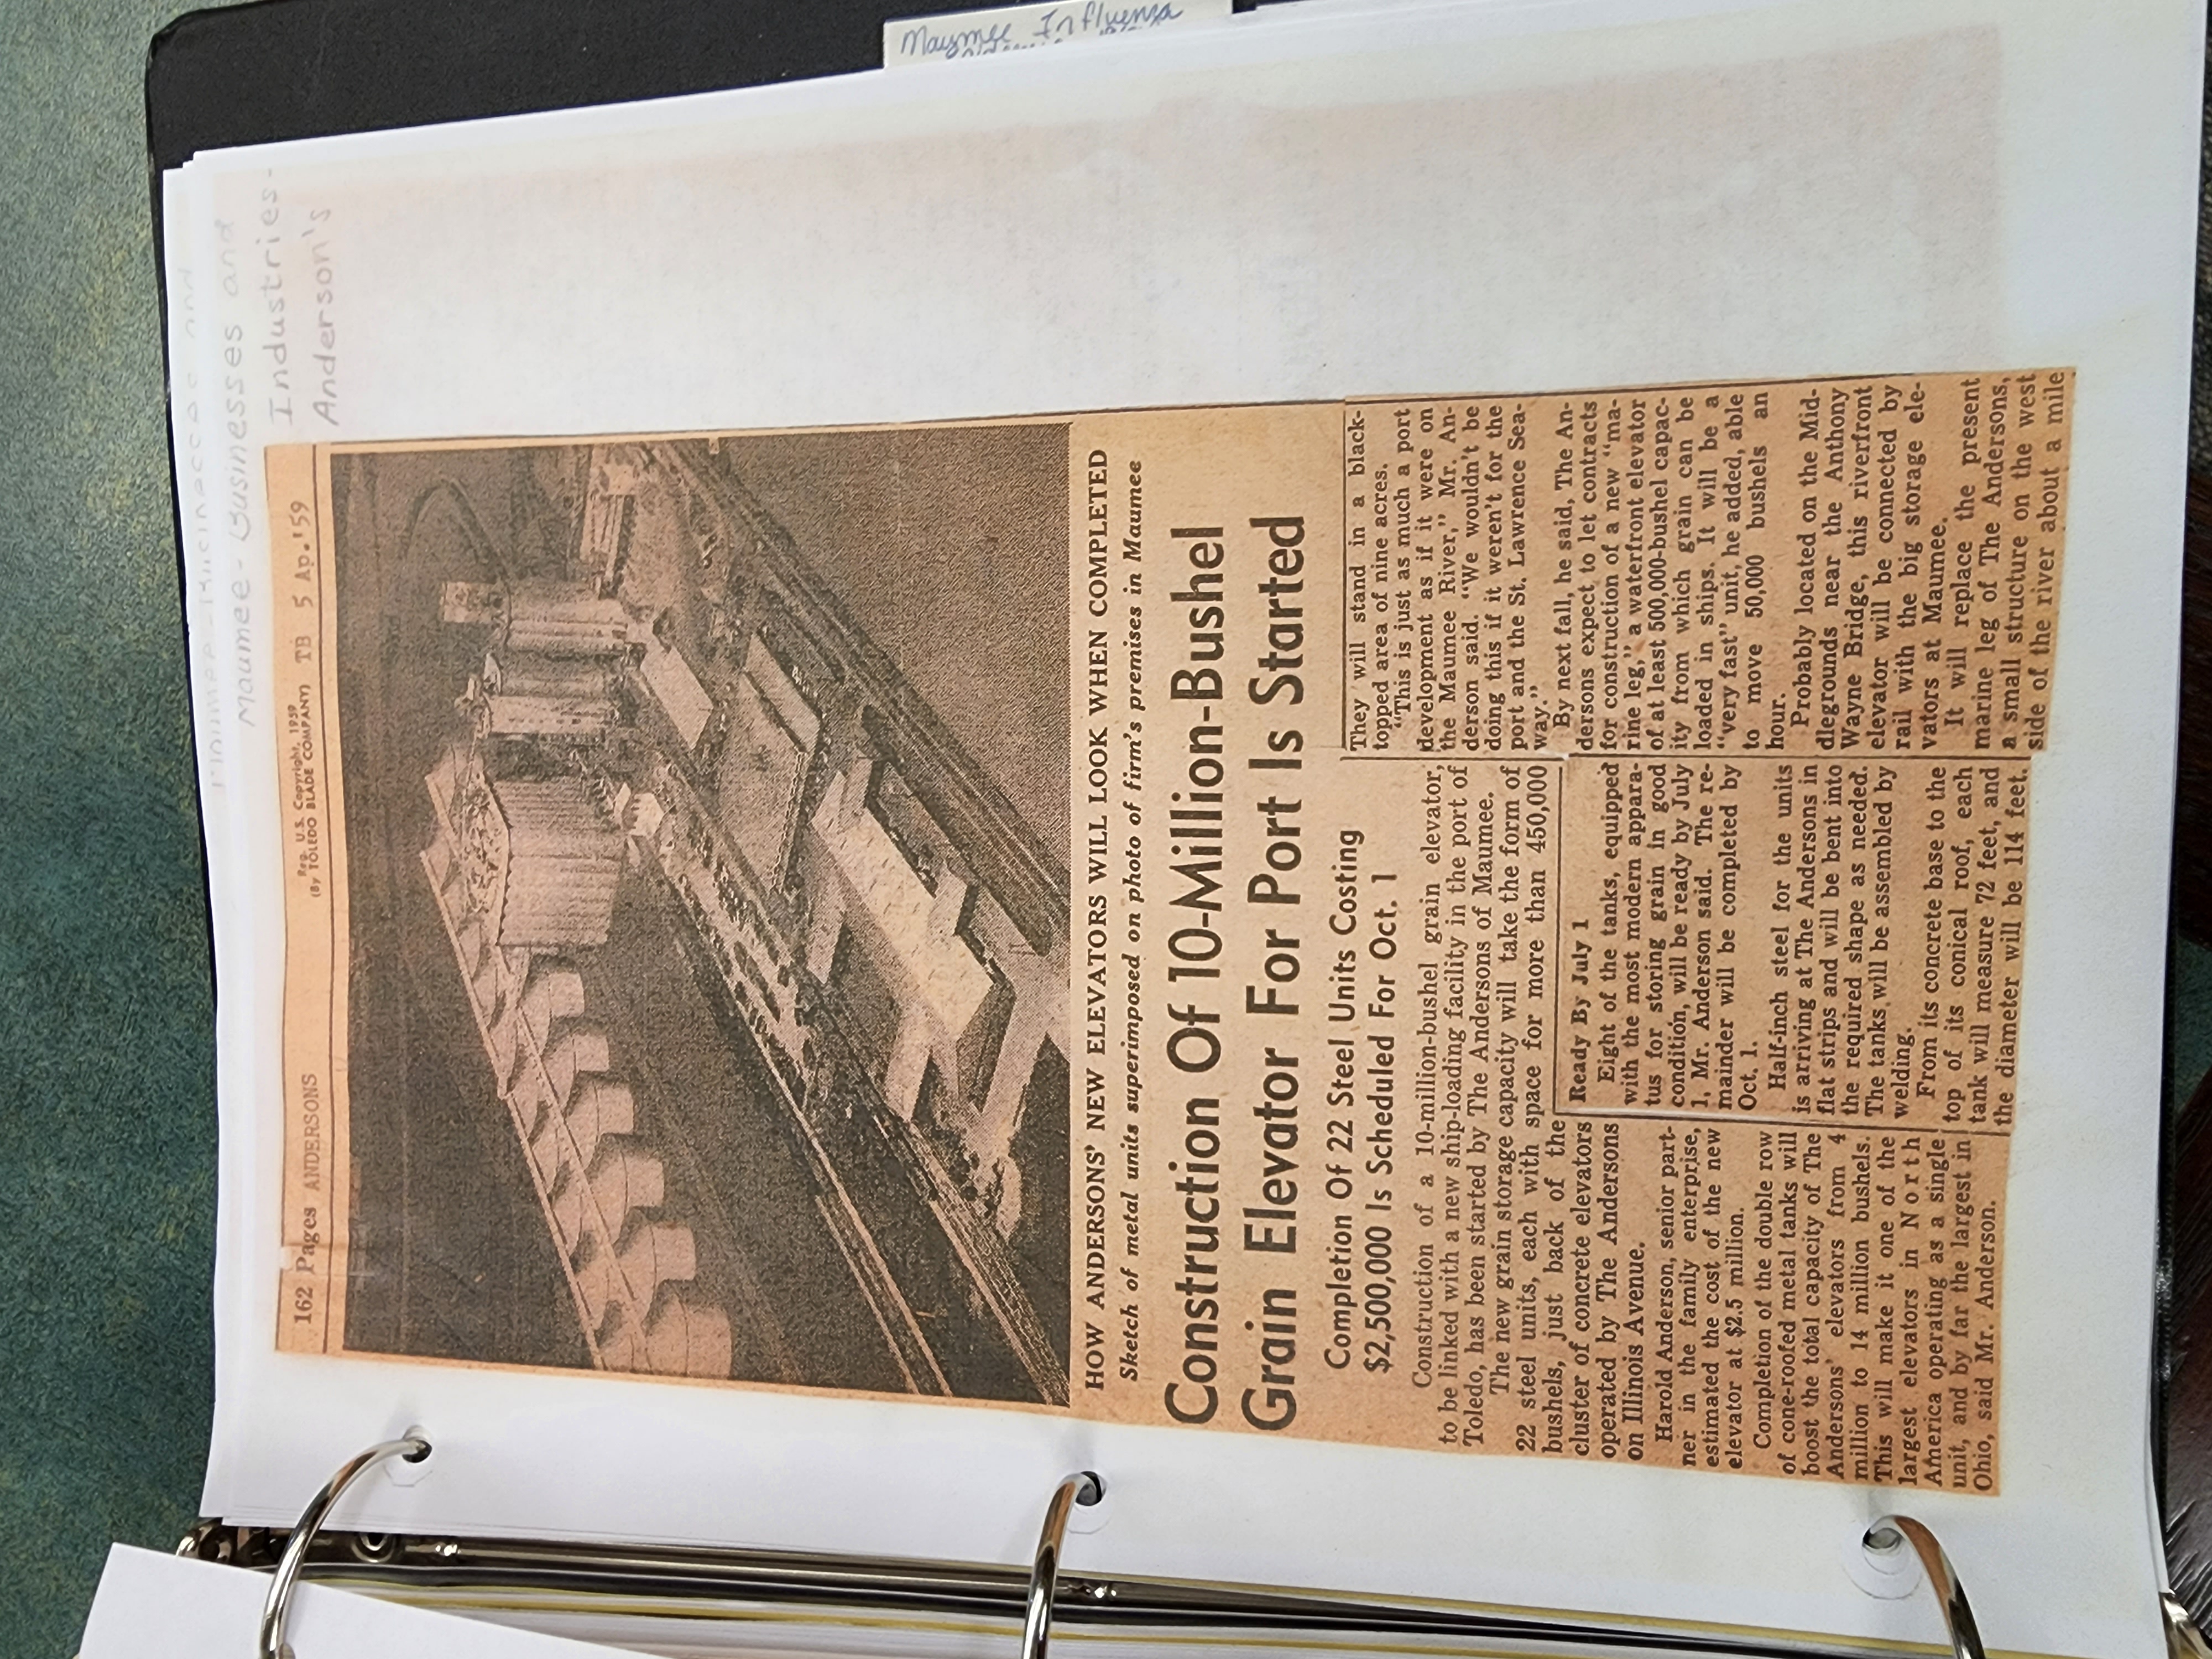 Maumee Influenza
Maumee - Businesses and
Industries -
Anderson's
162 Pages ANDERSONS
Reg. U.S. Copyright, 1959
(By TOLEDO BLADE COMPANY)
TB 5 Ap.'59
HOW ANDERSONS' NEW ELEVATORS WILL LOOK WHEN COMPLETED
Sketch of metal units superimposed on photo of firm's premises in Maumee
Construction Of 10-Million-Bushel
Grain Elevator For Port Is Started
Completion Of 22 Steel Units Costing
$2,500,000 Is Scheduled For Oct. 1
Construction of a 10-million-bushel grain elevator,
to be linked with a new ship-loading facility in the port of
Toledo, has been started by The Andersons of Maumee.
The new grain storage capacity will take the form of
22 steel units, each with space for more than 450,000
bushels, just back of the
cluster of concrete elevators
operated by The Andersons
on Illinois Avenue.
Harold Anderson, senior part-
ner in the family enterprise,
estimated the cost of the new
elevator at $2.5 million.
Completion of the double row
of cone-roofed metal tanks will
boost the total capacity of The
Andersons' elevators from 4
million to 14 million bushels.
This will make it one of the
largest elevators in North
America operating as a single
unit, and by far the largest in
Ohio, said Mr. Anderson.
Ready By July 1
Eight of the tanks, equipped
with the most modern appara-
tus for storing grain in good
condition, will be ready by July
1, Mr. Anderson said. The re-
mainder will be completed by
Oct. 1.
Half-inch steel for the units
is arriving at The Andersons in
flat strips and will be bent into
the required shape as needed.
The tanks will be assembled by
welding.
From its concrete base to the
top of its conical roof, each
tank will measure 72 feet, and
the diameter will be 114 feet.
They will stand in a black-
topped area of nine acres.
"This is just as much a port
development as if it were on
the Maumee River," Mr. An-
derson said. "We wouldn't be
doing this if it weren't for the
port and the St. Lawrence Sea-
way."
By next fall, he said, The An-
dersons expect to let contracts
for construction of a new "ma-
rine leg," a waterfront elevator
of at least 500,000-bushel capac-
ity from which grain can be
loaded in ships. It will be a
"very fast" unit, he added, able
to move 50,000 bushels an
hour.
Probably located on the Mid-
dlegrounds near the Anthony
Wayne Bridge, this riverfront
elevator will be connected by
rail with the big storage ele-
vators at Maumee.
It will replace the present
marine leg of The Andersons,
a small structure on the west
side of the river about a mile